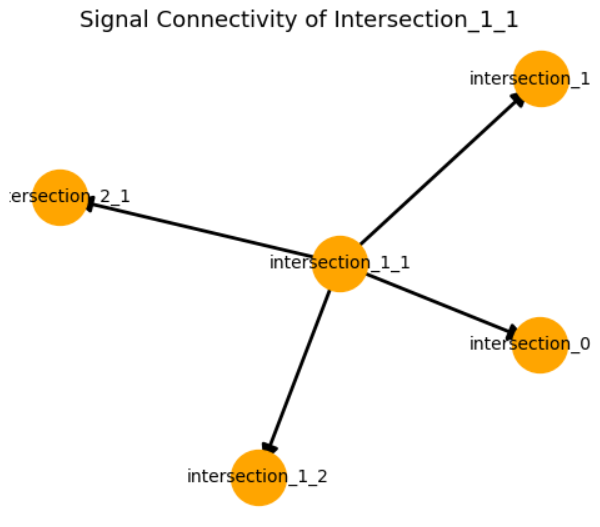 Signal Connectivity of Intersection_1_1
intersection_1
tersection_2_1
intersection_1_1
intersection_0
intersection_1_2